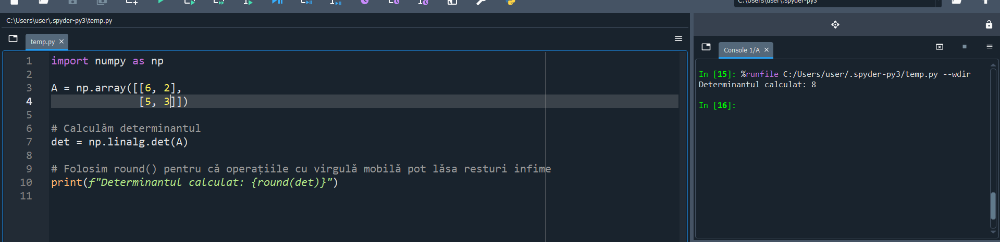 C:\Users\user\.spyder-py3
C:\Users\user\.spyder-py3\temp.py
temp.py
1 import numpy as np
2
3 A = np.array([[6, 2],
4               [5, 3]])
5
6 # Calculăm determinantul
7 det = np.linalg.det(A)
8
9 # Folosim round() pentru că operațiile cu virgulă mobilă pot lăsa resturi infime
10 print(f"Determinantul calculat: {round(det)}")
11
Console 1/A
In [15]: %runfile C:/Users/user/.spyder-py3/temp.py --wdir
Determinantul calculat: 8
In [16]: